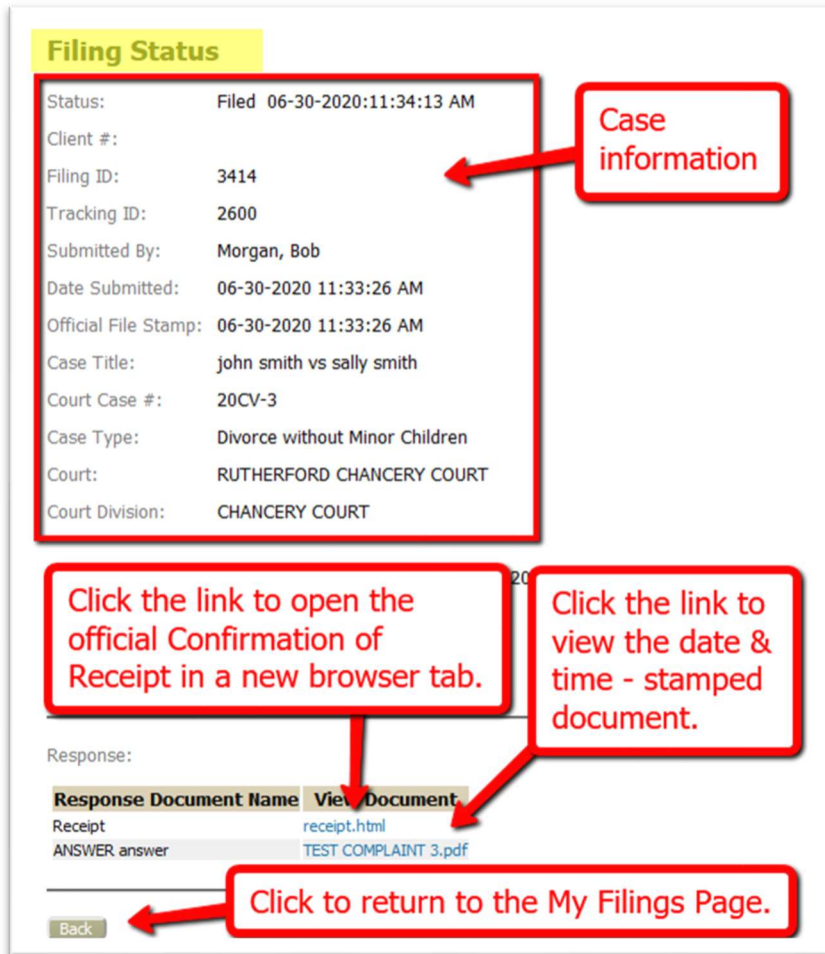 Filing Status
Status: Filed 06-30-2020:11:34:13 AM
Client #:
Filing ID: 3414
Tracking ID: 2600
Submitted By: Morgan, Bob
Date Submitted: 06-30-2020 11:33:26 AM
Official File Stamp: 06-30-2020 11:33:26 AM
Case Title: john smith vs sally smith
Court Case #: 20CV-3
Case Type: Divorce without Minor Children
Court: RUTHERFORD CHANCERY COURT
Court Division: CHANCERY COURT
Case
information
20
Click the link to open the
official Confirmation of
Receipt in a new browser tab.
Click the link to
view the date &
time - stamped
document.
Response:
Response Document Name View Document
Receipt receipt.html
ANSWER answer TEST COMPLAINT 3.pdf
Click to return to the My Filings Page.
Back